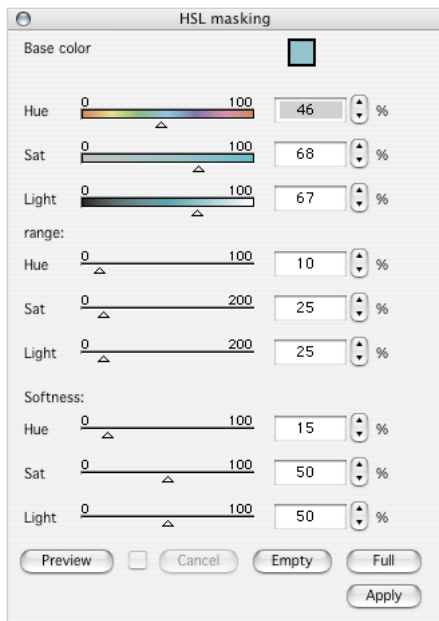 HSL masking
Base color
Hue 0 100 46 %
Sat 0 100 68 %
Light 0 100 67 %
range:
Hue 0 100 10 %
Sat 0 200 25 %
Light 0 200 25 %
Softness:
Hue 0 100 15 %
Sat 0 100 50 %
Light 0 100 50 %
Preview Cancel Empty Full
Apply